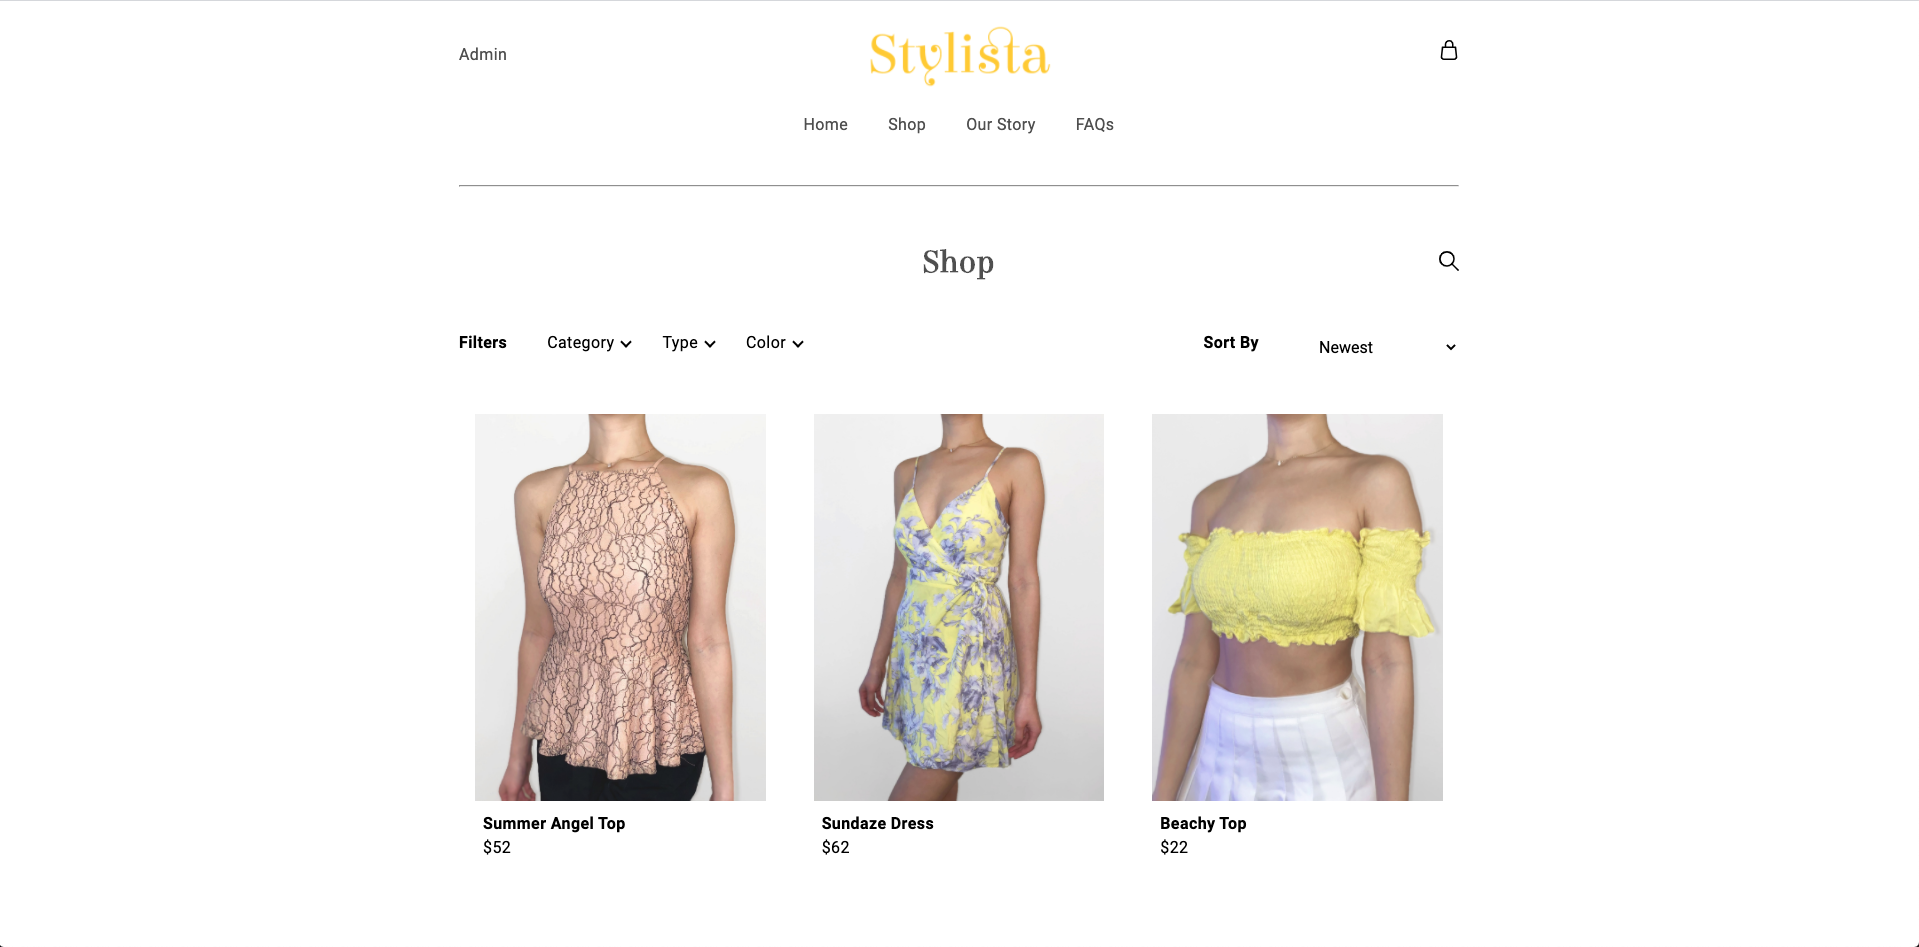 Admin
Stylista
Home Shop Our Story FAQs
Shop
Filters Category Type Color Sort By Newest
Summer Angel Top Sundaze Dress Beachy Top
$52 $62 $22